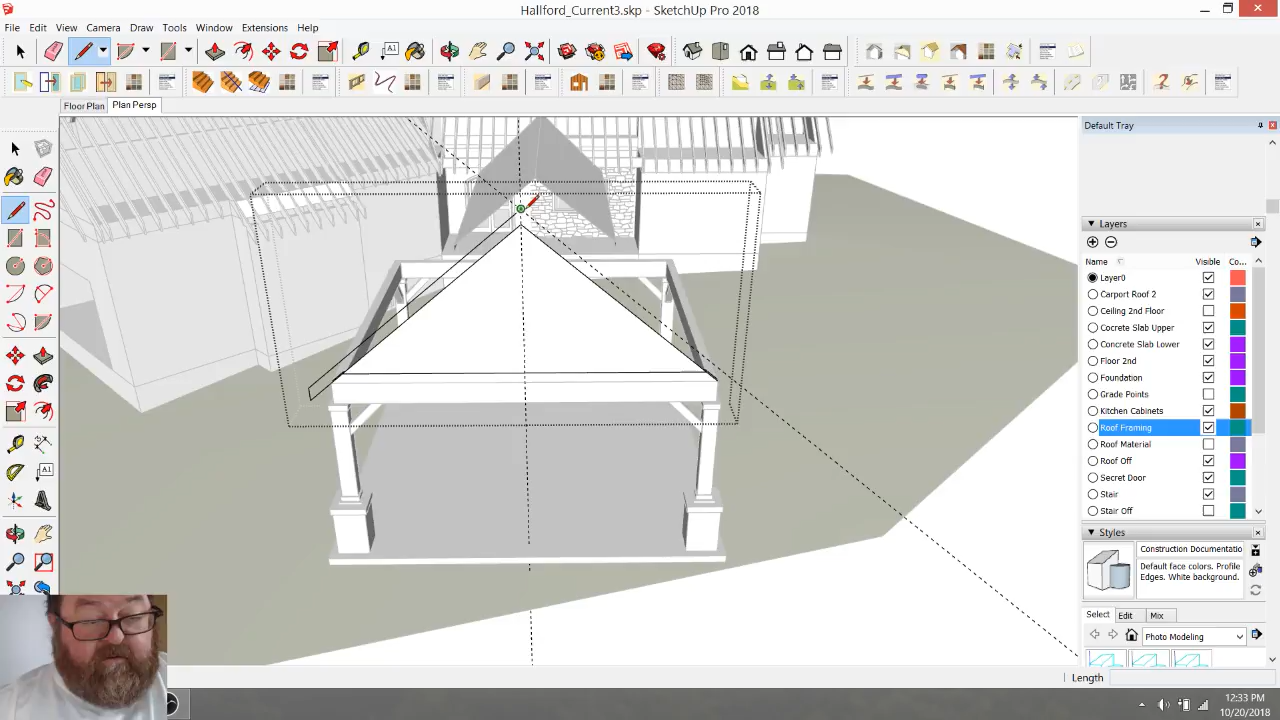 Hallford_Current3.skp - SketchUp Pro 2018
File Edit View Camera Draw Tools Window Extensions Help
Floor Plan Plan Persp
Default Tray
Layers
Name Visible Co...
Layer0
Carport Roof 2
Ceiling 2nd Floor
Cocrete Slab Upper
Concrete Slab Lower
Floor 2nd
Foundation
Grade Points
Kitchen Cabinets
Roof Framing
Roof Material
Roof Off
Secret Door
Stair
Stair Off
Styles
Construction Documentatio
Default face colors. Profile
Edges. White background.
Select Edit Mix
Photo Modeling
Length
12:33 PM
10/20/2018